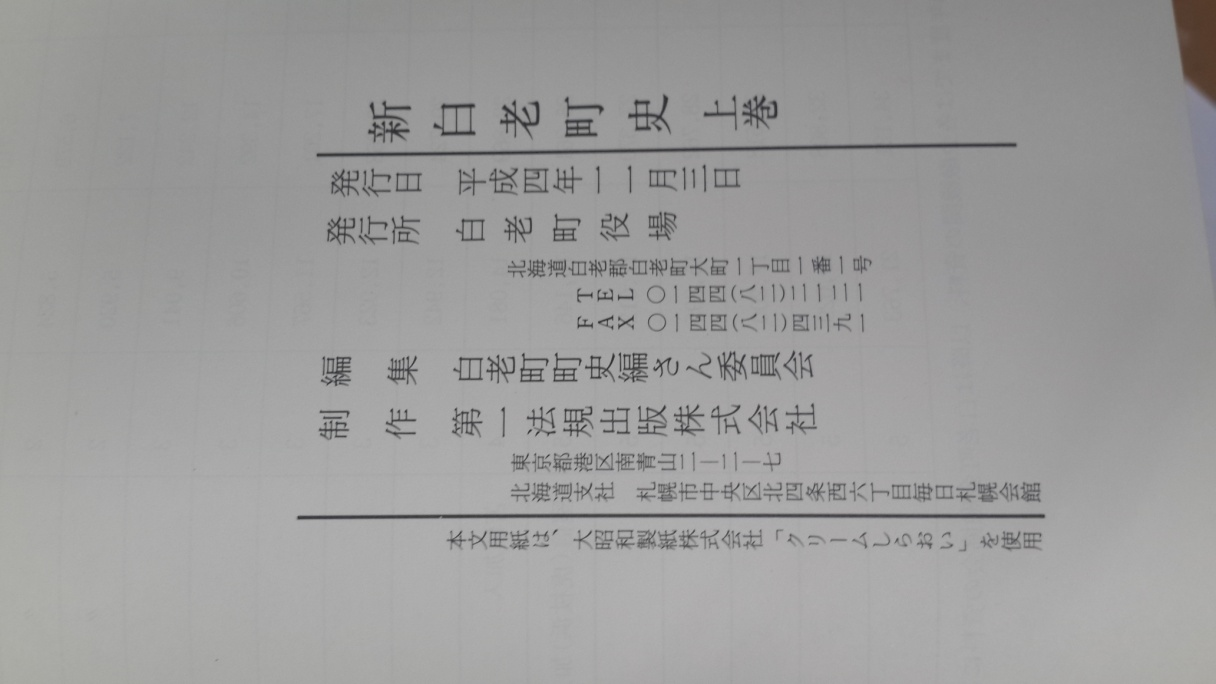 新白老町史 上巻
発行日 平成四年一一月三日
発行所 白老町役場
北海道白老郡白老町大町一丁目一番一号
TEL 〇一四四(八二)二一二一
FAX 〇一四四(八二)四三九一
編集 白老町町史編さん委員会
制作 第一法規出版株式会社
東京都港区南青山二―二―七
北海道支社 札幌市中央区北四条西六丁目毎日札幌会館
本文用紙は、大昭和製紙株式会社「クリームしらおい」を使用